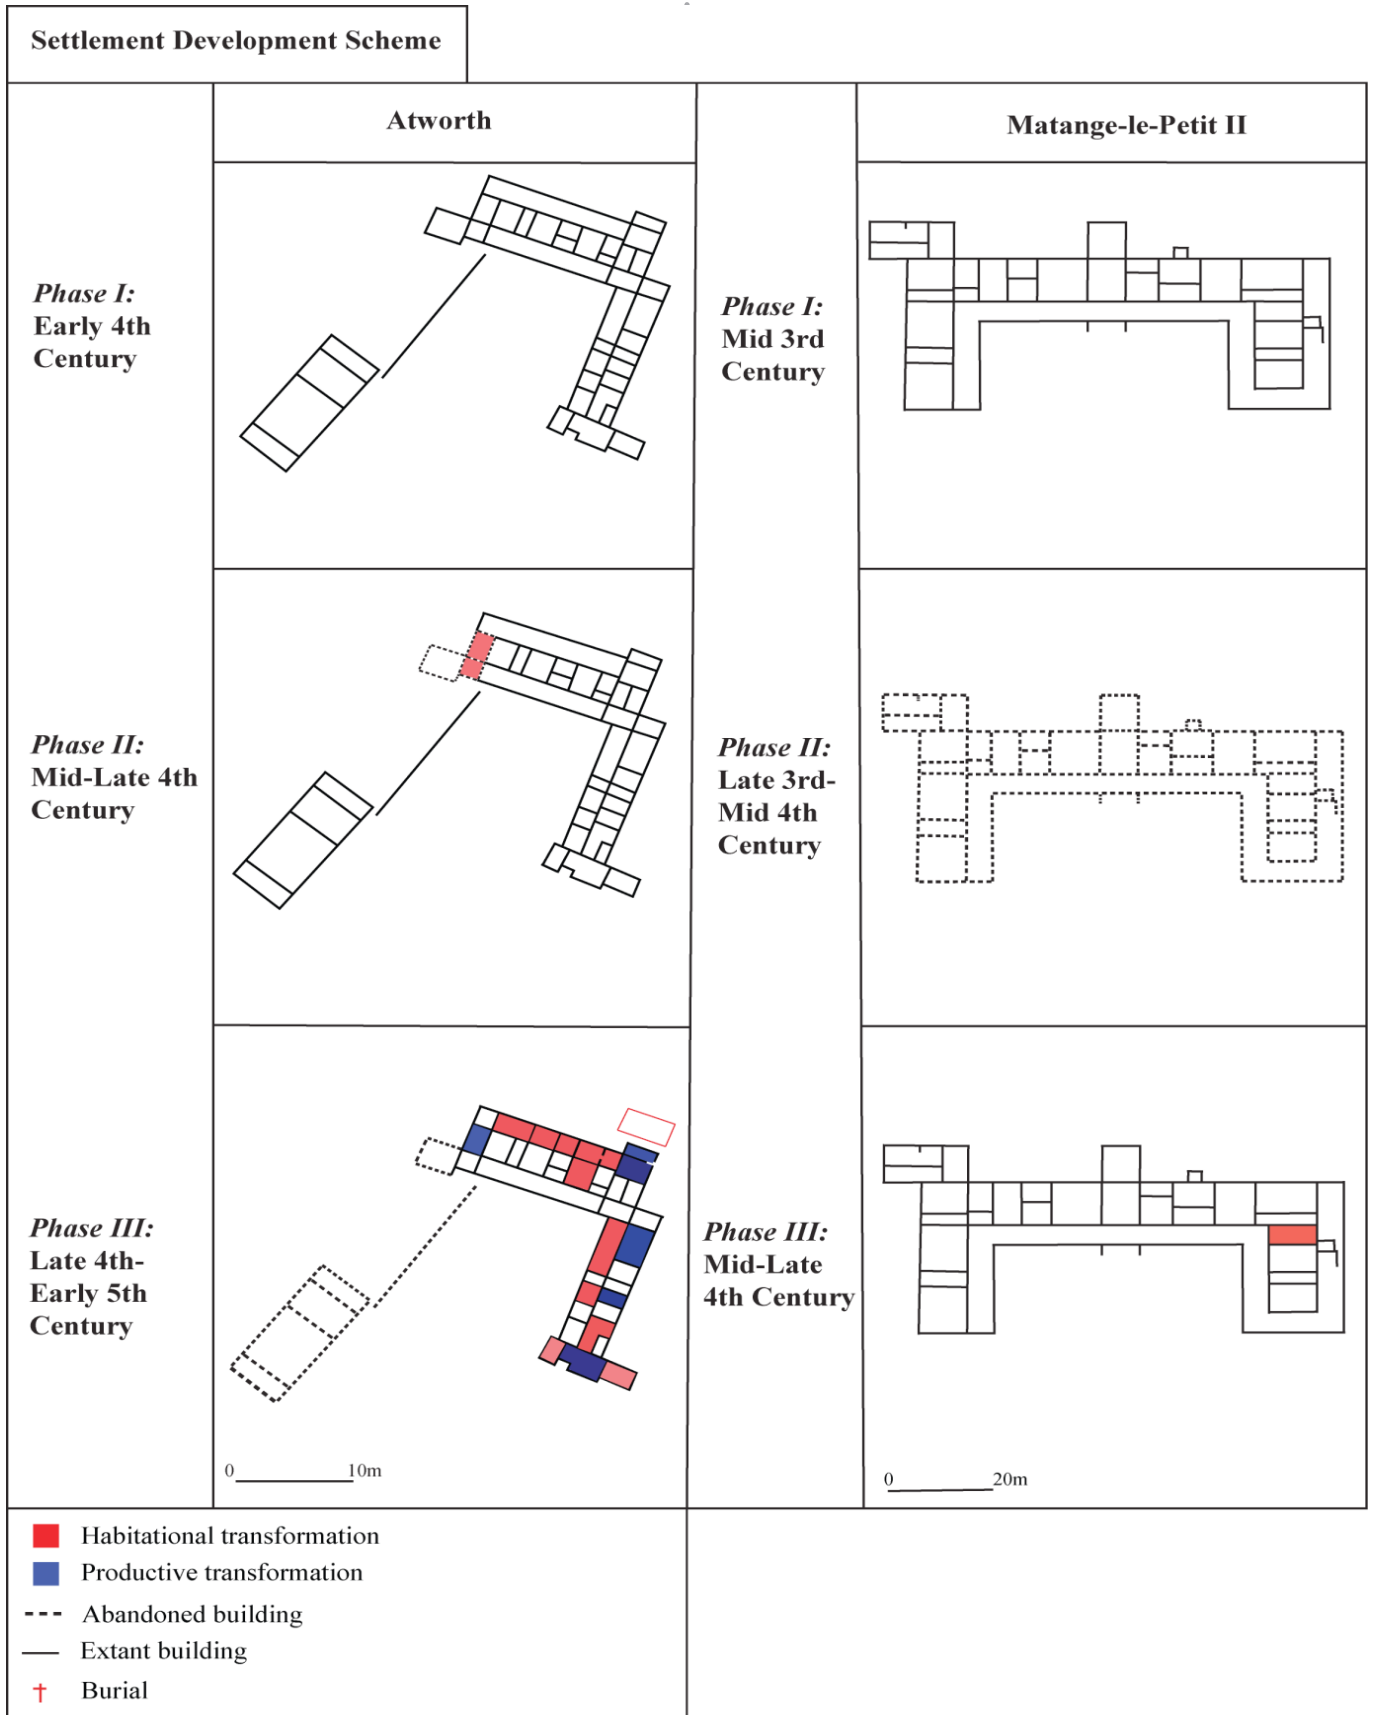 Settlement Development Scheme
Atworth
Matange-le-Petit II
Phase I:
Early 4th
Century
Phase I:
Mid 3rd
Century
Phase II:
Mid-Late 4th
Century
Phase II:
Late 3rd-
Mid 4th
Century
Phase III:
Late 4th-
Early 5th
Century
Phase III:
Mid-Late
4th Century
0 10m
0 20m
Habitational transformation
Productive transformation
Abandoned building
Extant building
Burial